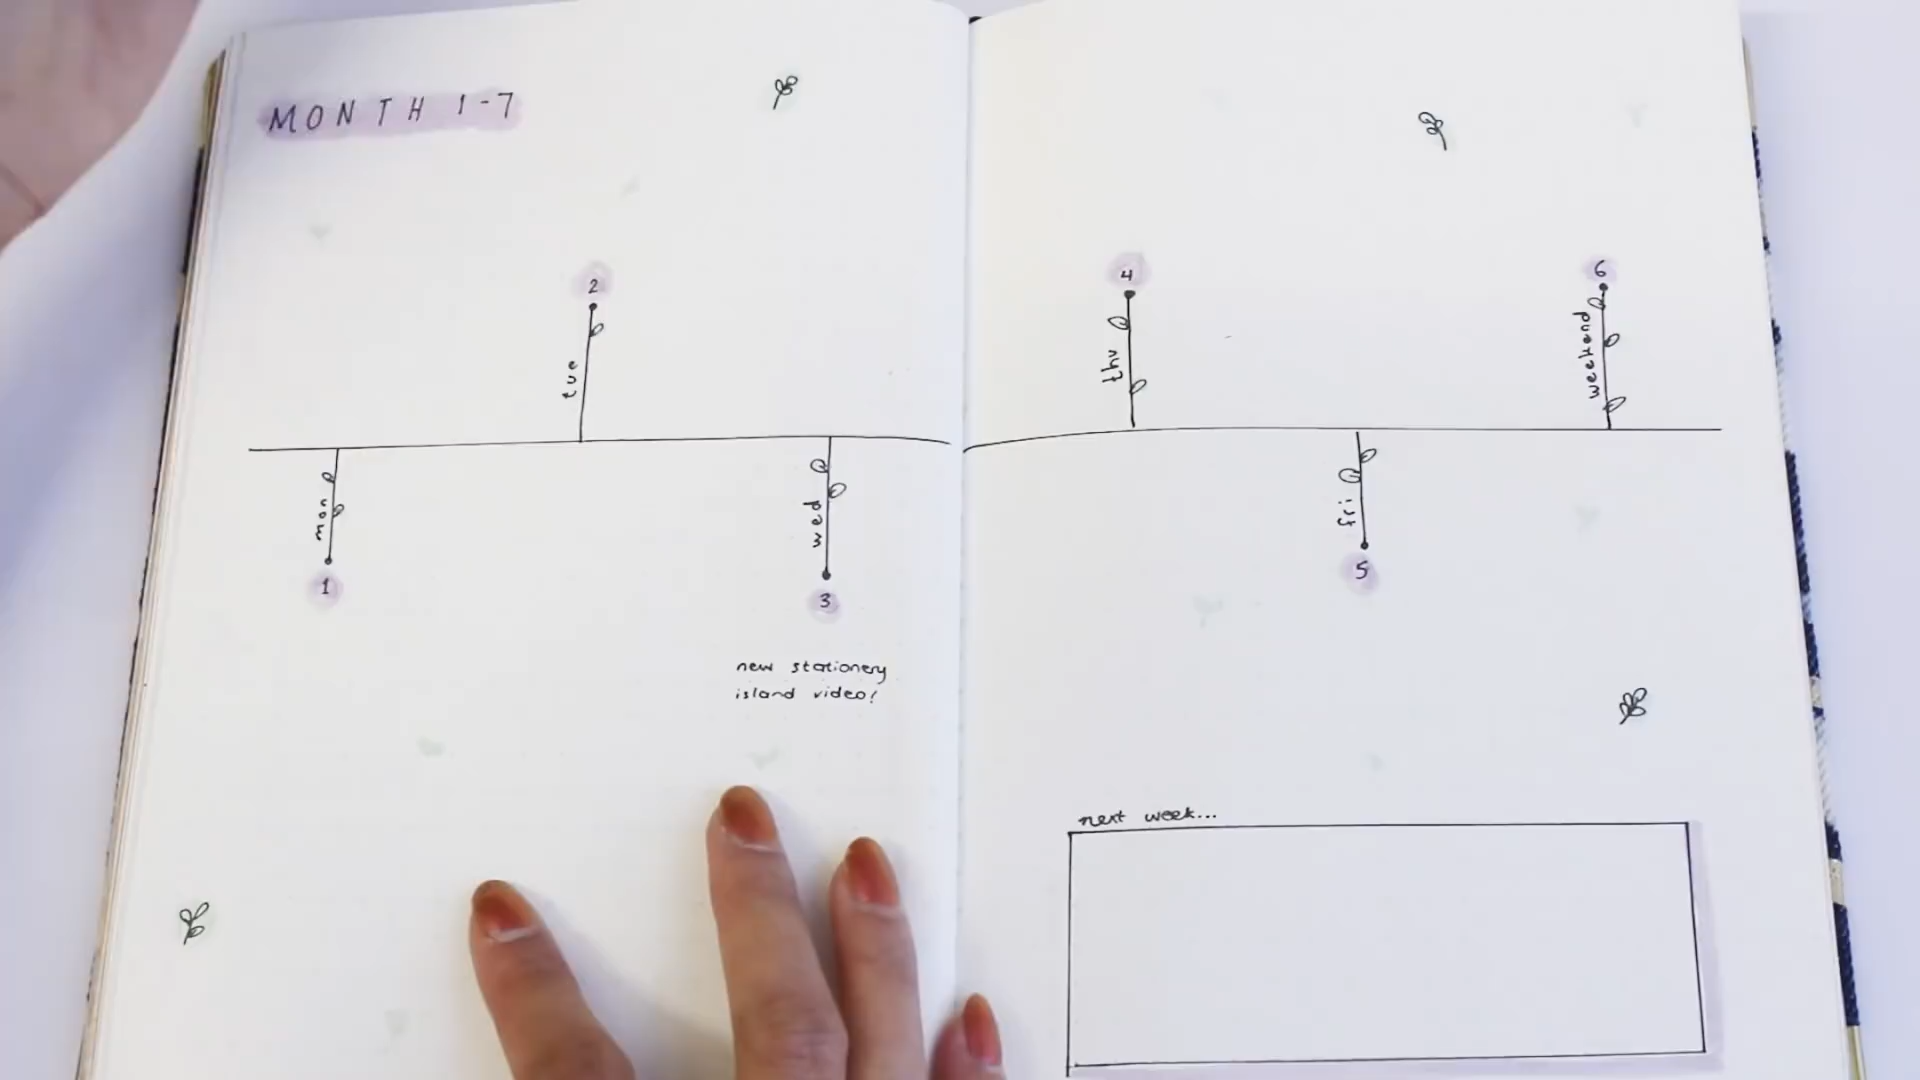 MONTH 1-7
2
tue
mon
1
wed
3
new stationery
island video!
4
thu
6
weekend
fri
5
next week...